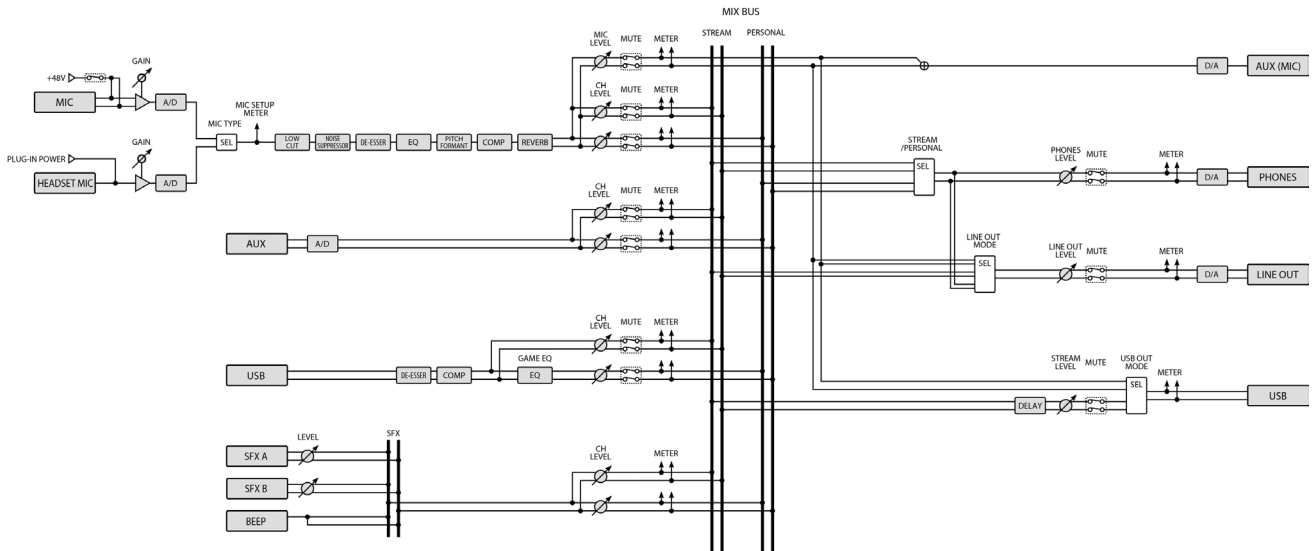 MIX BUS
STREAM
PERSONAL
MIC LEVEL
MUTE
METER
AUX (MIC)
D/A
+48V
GAIN
MIC
A/D
MIC TYPE
SEL
MIC SETUP METER
LOW CUT
NOISE SUPPRESSOR
DE-ESSER
EQ
PITCH FORMANT
COMP
REVERB
CH LEVEL
MUTE
METER
PLUG-IN POWER
GAIN
HEADSET MIC
A/D
STREAM /PERSONAL
SEL
PHONES LEVEL
MUTE
METER
D/A
PHONES
CH LEVEL
MUTE
METER
AUX
A/D
LINE OUT MODE
SEL
LINE OUT LEVEL
MUTE
METER
D/A
LINE OUT
CH LEVEL
MUTE
METER
USB
DE-ESSER
COMP
GAME EQ
EQ
STREAM LEVEL
MUTE
USB OUT MODE
SEL
METER
DELAY
USB
SFX
LEVEL
SFX A
SFX B
BEEP
CH LEVEL
METER